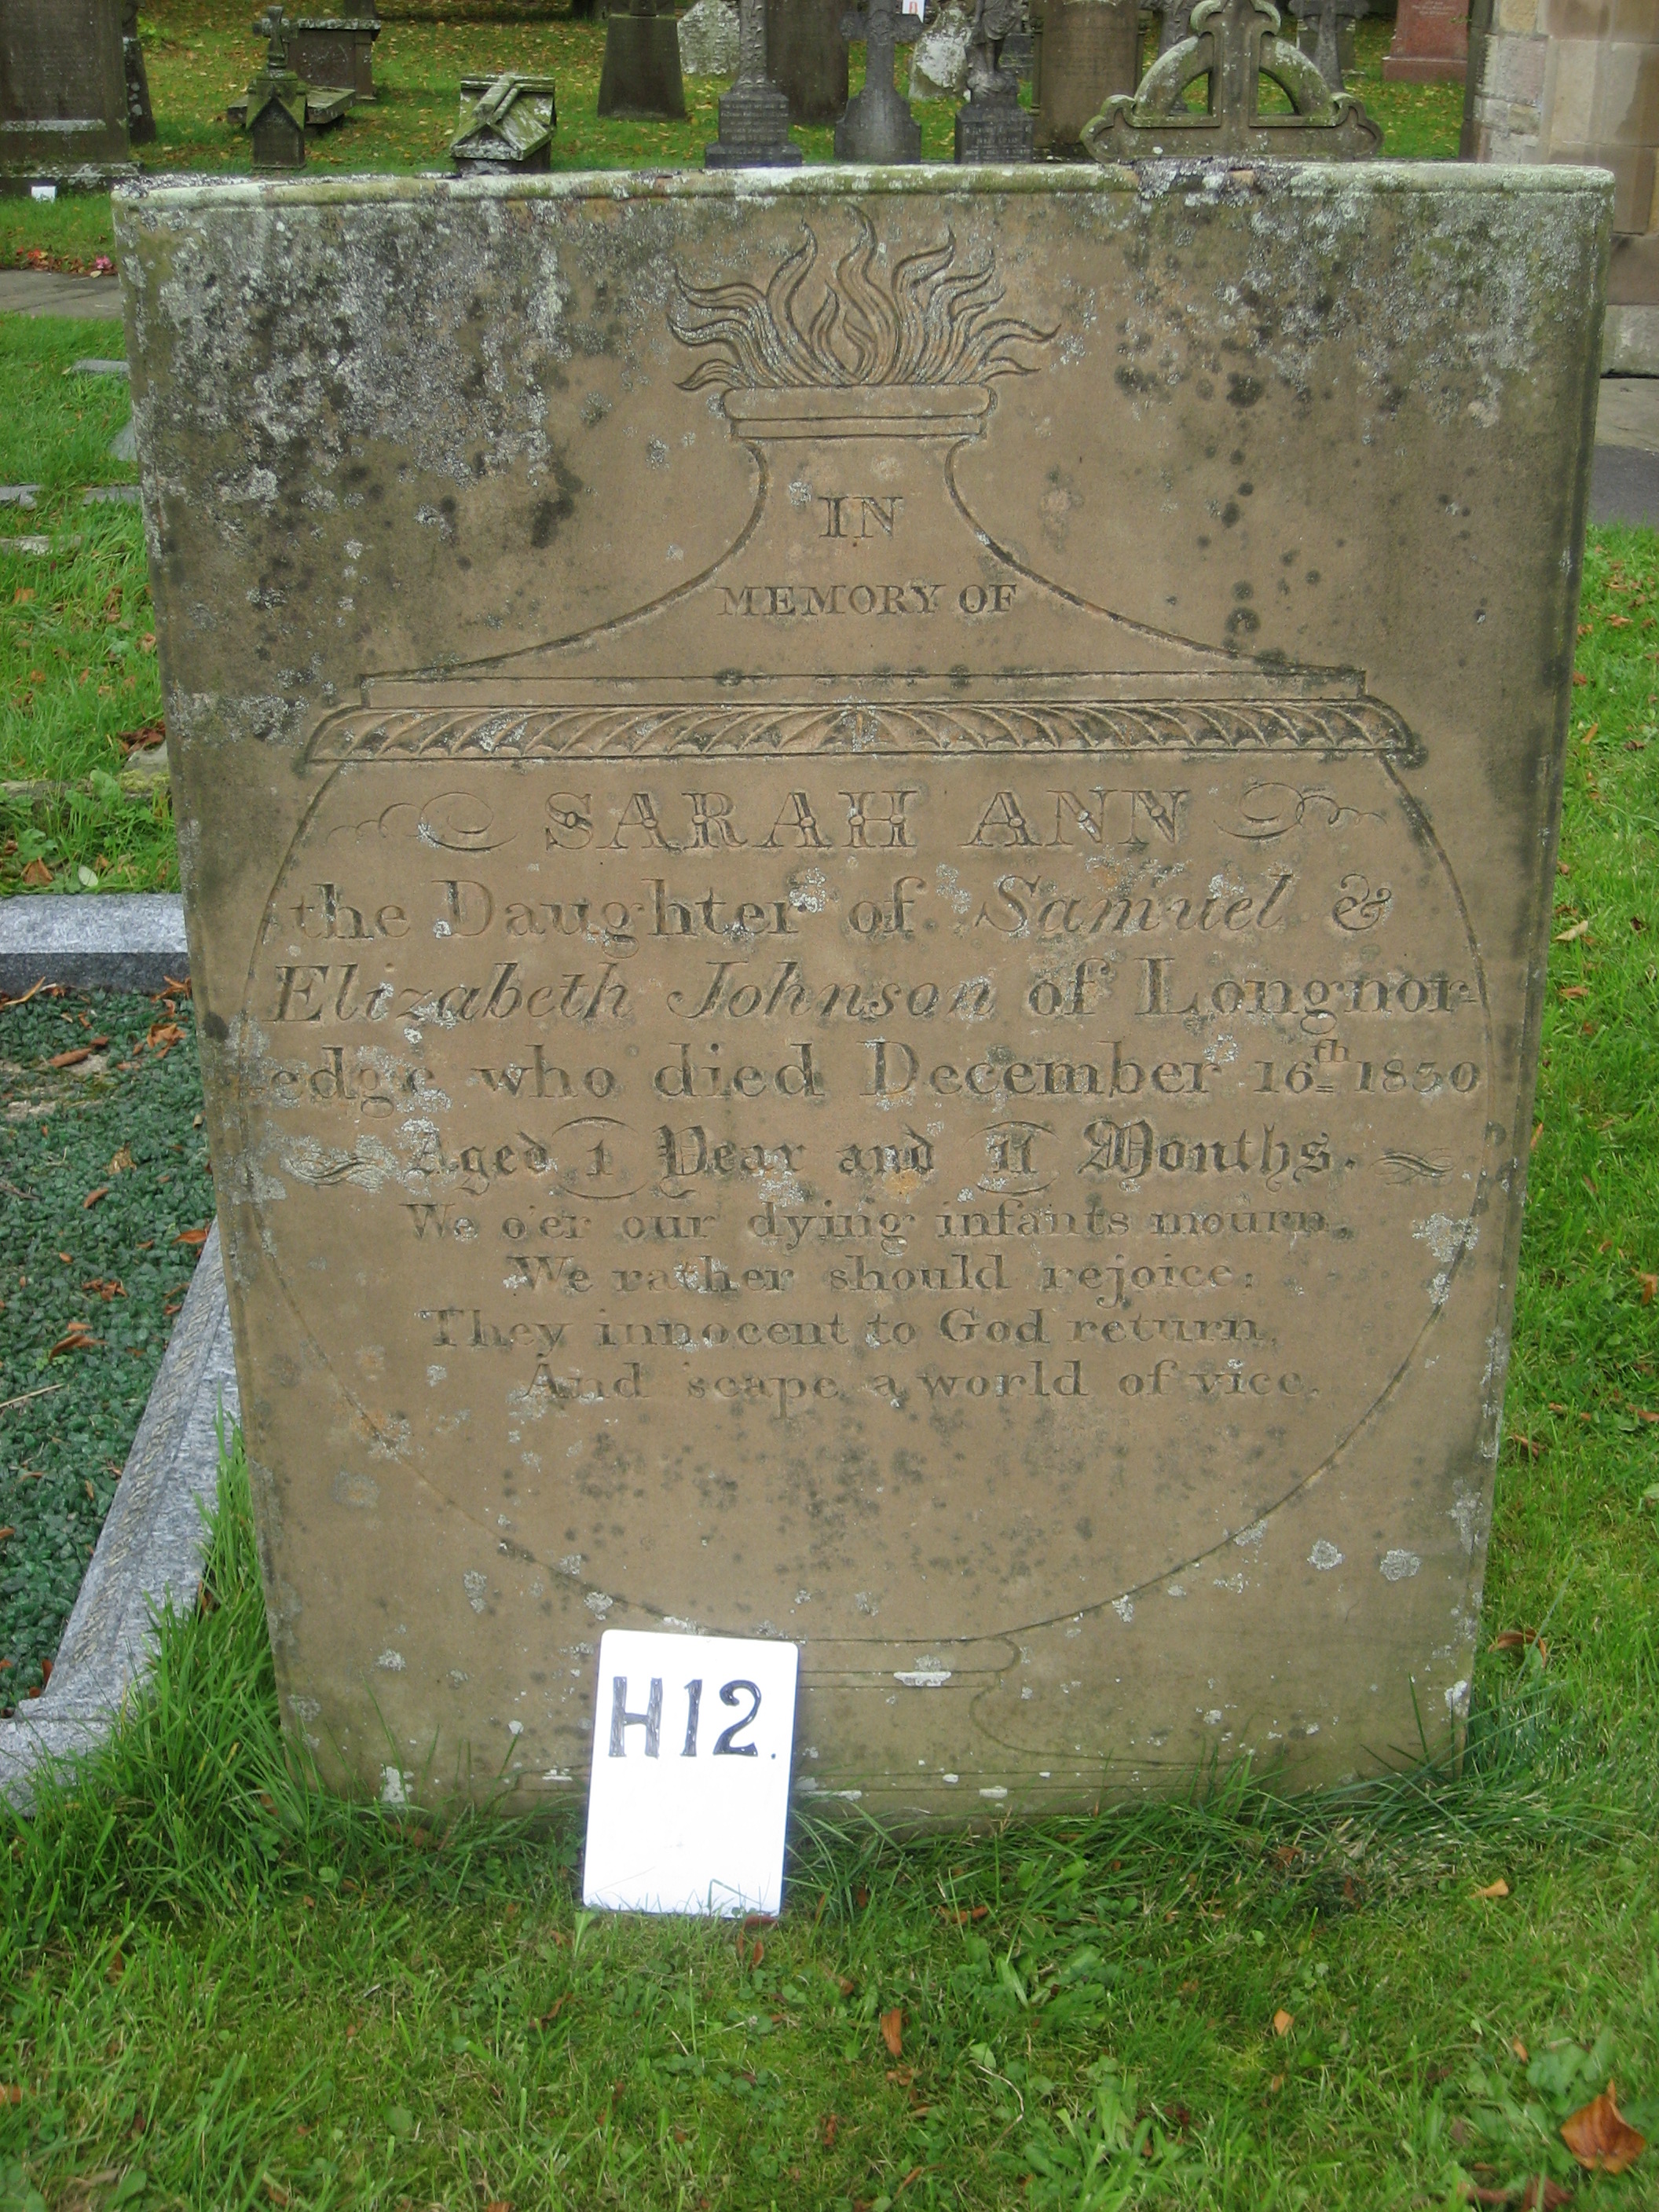 IN
MEMORY OF
SARAH ANN
the Daughter of Samuel &
Elizabeth Johnson of Longnor-
-edge who died December 16th 1830
Aged 1 Year and 11 Months.
We o'er our dying infants mourn,
We rather should rejoice:
They innocent to God return,
And 'scape a world of vice.
H12.